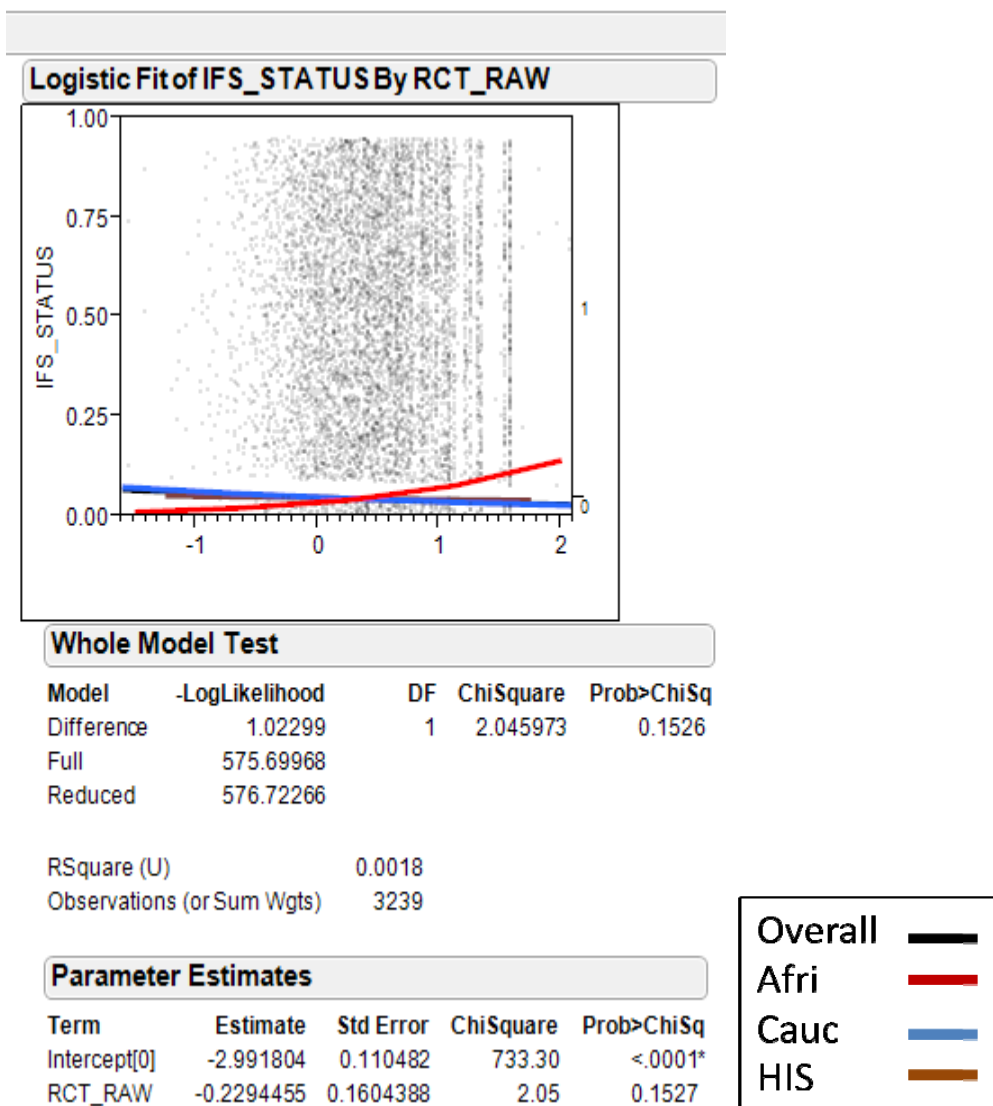 Logistic Fit of IFS_STATUS By RCT_RAW
1.00
0.75
0.50
0.25
0.00
IFS_STATUS
1
0
-1 0 1 2
Whole Model Test
Model -LogLikelihood DF ChiSquare Prob>ChiSq
Difference 1.02299 1 2.045973 0.1526
Full 575.69968
Reduced 576.72266
RSquare (U) 0.0018
Observations (or Sum Wgts) 3239
Parameter Estimates
Term Estimate Std Error ChiSquare Prob>ChiSq
Intercept[0] -2.991804 0.110482 733.30 <.0001*
RCT_RAW -0.2294455 0.1604388 2.05 0.1527
Overall
Afri
Cauc
HIS